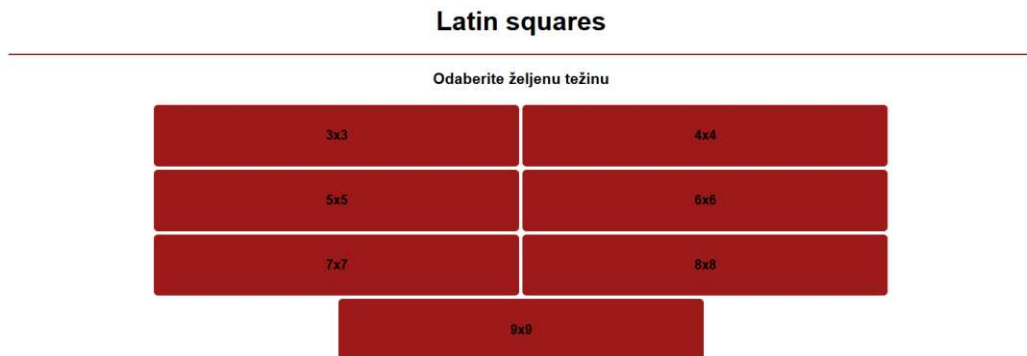 Latin squares
Odaberite željenu težinu
3x3 4x4
5x5 6x6
7x7 8x8
9x9